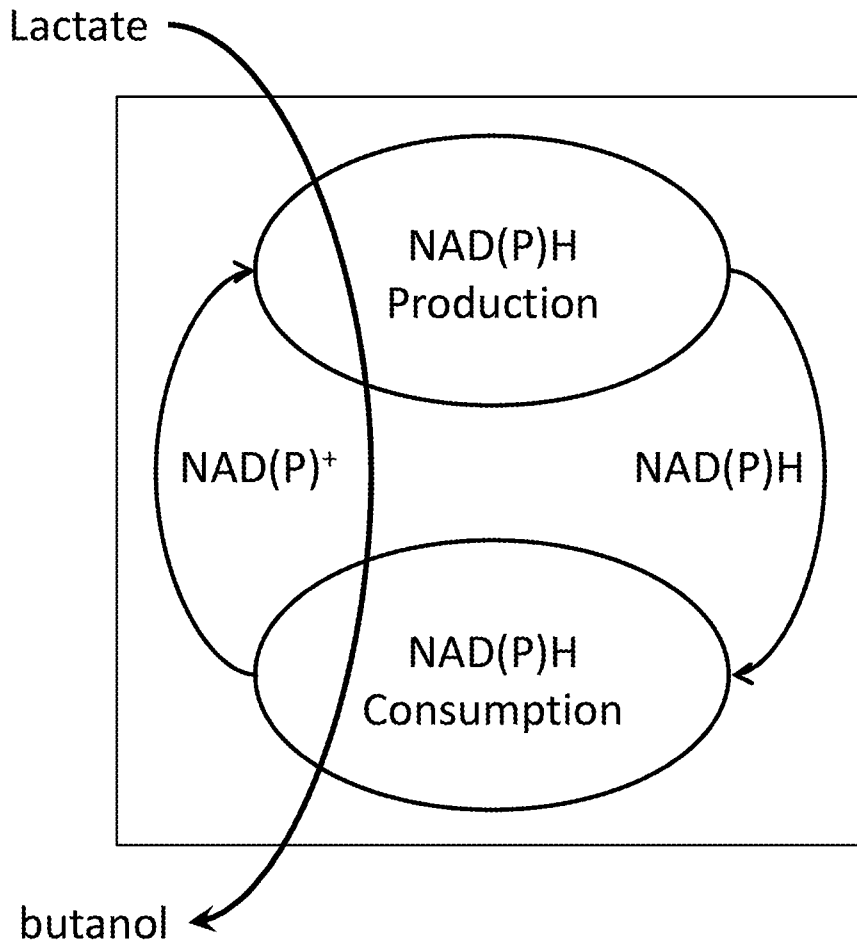 Lactate
NAD(P)H
Production
NAD(P)⁺
NAD(P)H
NAD(P)H
Consumption
butanol